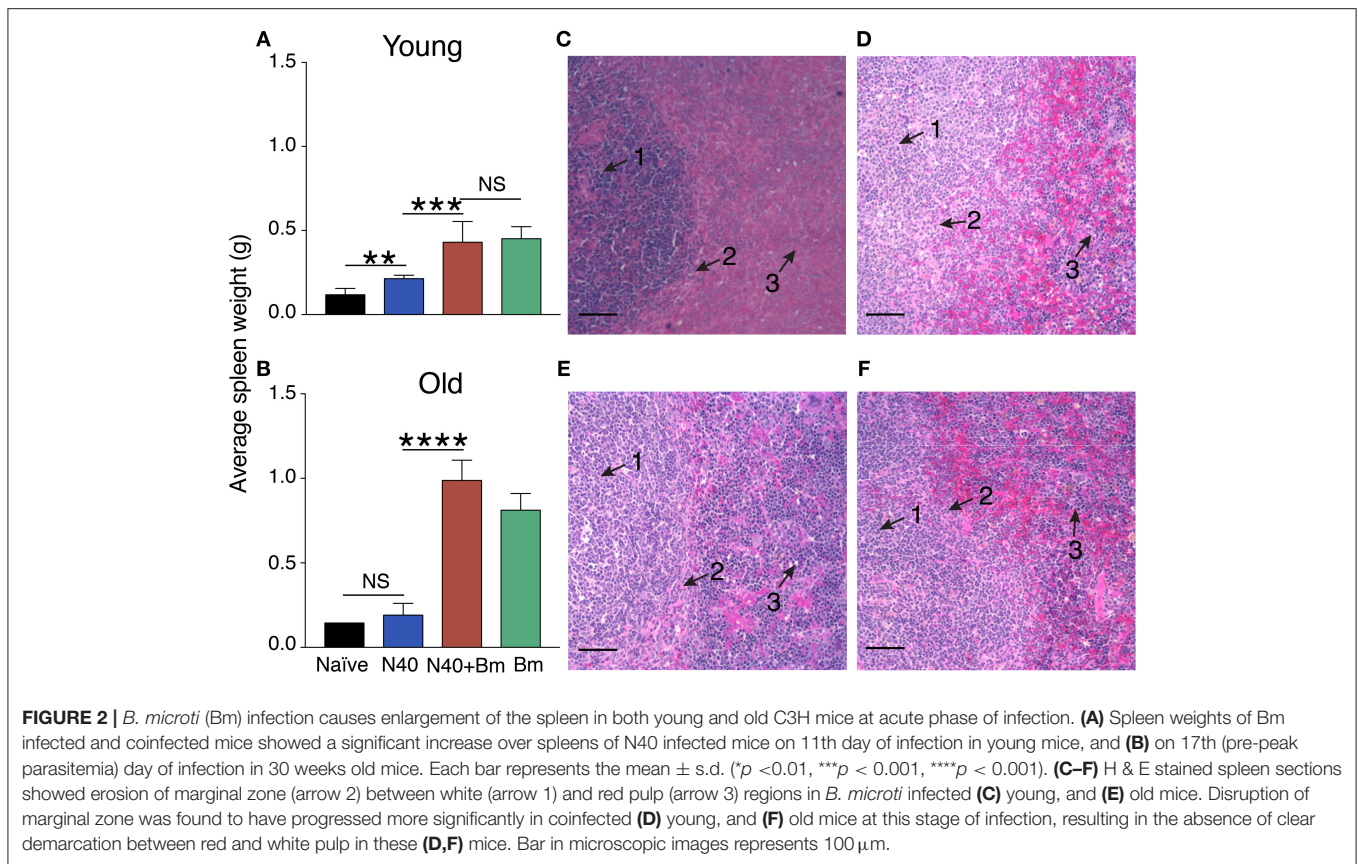 A
Young
Average spleen weight (g)
1.5
1.0
0.5
0.0
**
***
NS
C
1
2
3
D
1
2
3
B
Old
1.5
1.0
0.5
0.0
NS
****
Naïve N40 N40+Bm Bm
E
1
2
3
F
1
2
3
FIGURE 2 | B. microti (Bm) infection causes enlargement of the spleen in both young and old C3H mice at acute phase of infection. (A) Spleen weights of Bm
infected and coinfected mice showed a significant increase over spleens of N40 infected mice on 11th day of infection in young mice, and (B) on 17th (pre-peak
parasitemia) day of infection in 30 weeks old mice. Each bar represents the mean ± s.d. (*p <0.01, ***p < 0.001, ****p < 0.001). (C–F) H & E stained spleen sections
showed erosion of marginal zone (arrow 2) between white (arrow 1) and red pulp (arrow 3) regions in B. microti infected (C) young, and (E) old mice. Disruption of
marginal zone was found to have progressed more significantly in coinfected (D) young, and (F) old mice at this stage of infection, resulting in the absence of clear
demarcation between red and white pulp in these (D,F) mice. Bar in microscopic images represents 100 μm.